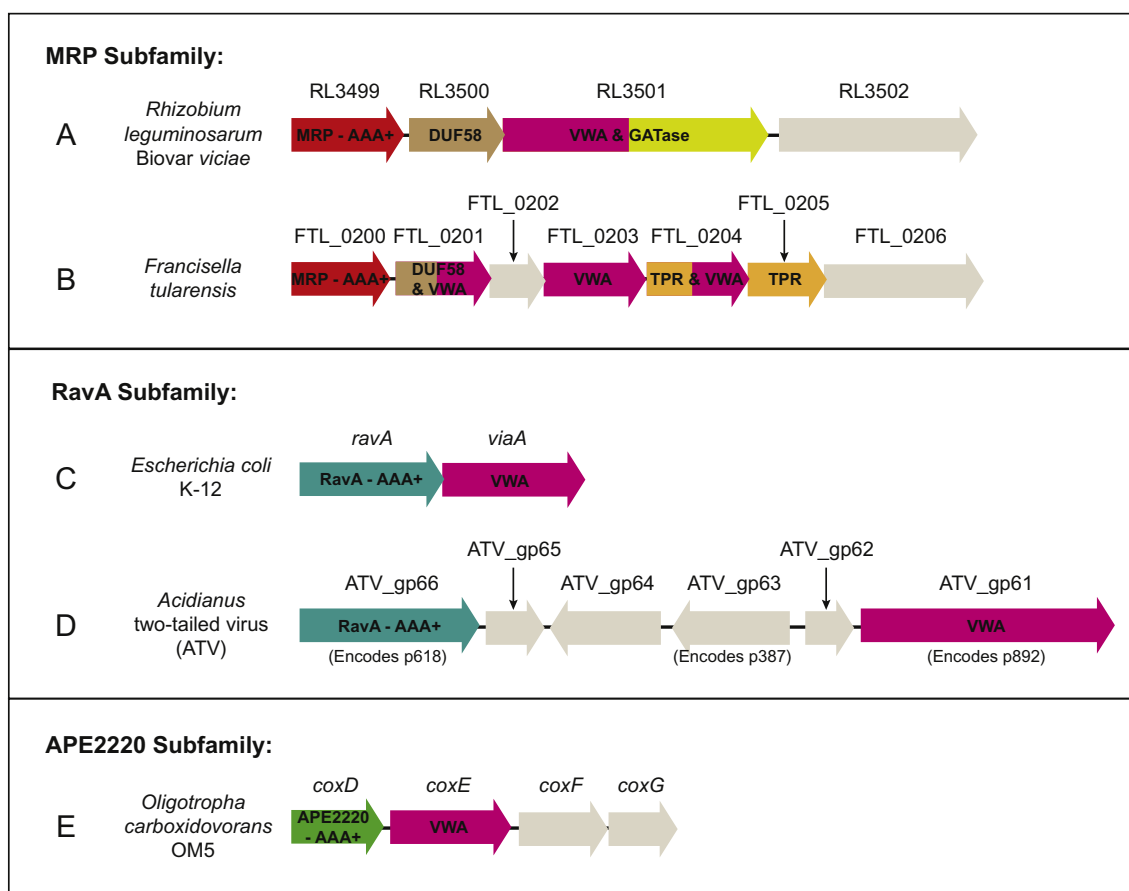 MRP Subfamily:
RL3499 RL3500 RL3501 RL3502
A
Rhizobium
leguminosarum
Biovar viciae
MRP - AAA+ DUF58 VWA & GATase
FTL_0202 FTL_0205
FTL_0200 FTL_0201 FTL_0203 FTL_0204 FTL_0206
B
Francisella
tularensis
MRP - AAA+ DUF58
& VWA
VWA TPR & VWA TPR
RavA Subfamily:
ravA viaA
C
Escherichia coli
K-12
RavA - AAA+ VWA
ATV_gp65 ATV_gp62
ATV_gp66 ATV_gp64 ATV_gp63 ATV_gp61
D
Acidianus
two-tailed virus
(ATV)
RavA - AAA+ VWA
(Encodes p618) (Encodes p387) (Encodes p892)
APE2220 Subfamily:
coxD coxE coxF coxG
E
Oligotropha
carboxidovorans
OM5
APE2220
- AAA+
VWA